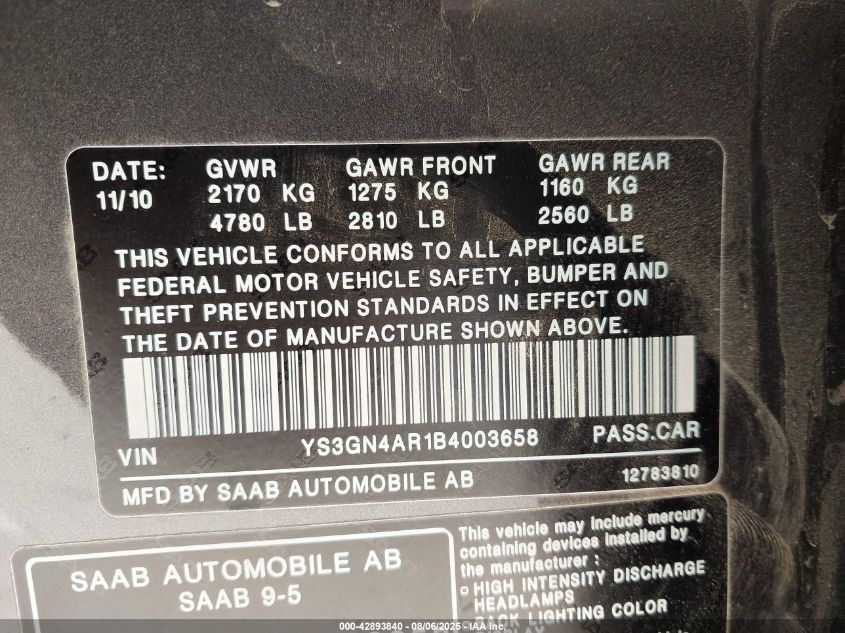 DATE: GVWR GAWR FRONT GAWR REAR
11/10 2170 KG 1275 KG 1160 KG
4780 LB 2810 LB 2560 LB
THIS VEHICLE CONFORMS TO ALL APPLICABLE
FEDERAL MOTOR VEHICLE SAFETY, BUMPER AND
THEFT PREVENTION STANDARDS IN EFFECT ON
THE DATE OF MANUFACTURE SHOWN ABOVE.
VIN YS3GN4AR1B4003658 PASS.CAR
MFD BY SAAB AUTOMOBILE AB 12783810
SAAB AUTOMOBILE AB
SAAB 9-5
This vehicle may include mercury
containing devices installed by
the manufacturer :
HIGH INTENSITY DISCHARGE
HEADLAMPS
BACK LIGHTING COLOR
000-42893840 - 08/06/2025 - IAA Inc.